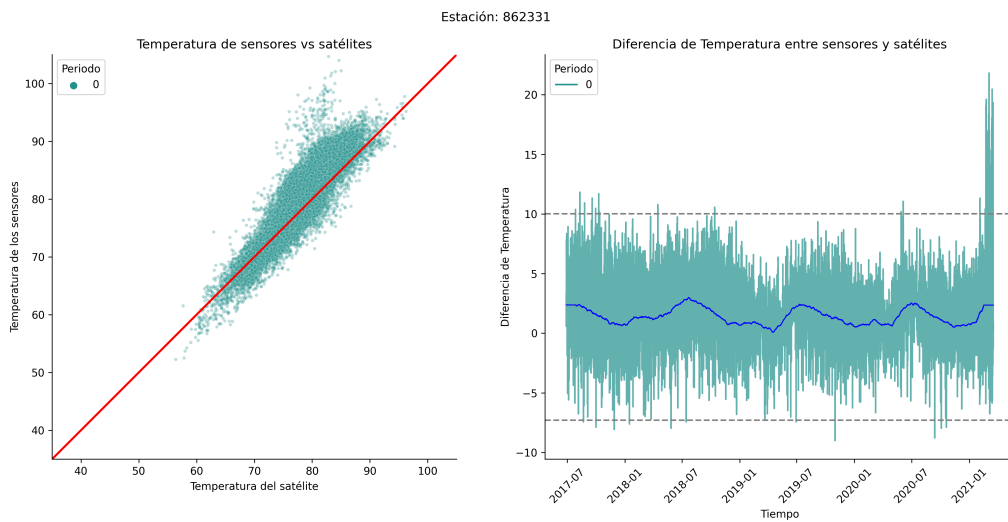 Estación: 862331
Temperatura de sensores vs satélites
Periodo
0
Temperatura de los sensores
100
90
80
70
60
50
40
40 50 60 70 80 90 100
Temperatura del satélite
Diferencia de Temperatura entre sensores y satélites
Periodo
0
Diferencia de Temperatura
20
15
10
5
0
−5
−10
2017-07 2018-01 2018-07 2019-01 2019-07 2020-01 2020-07 2021-01
Tiempo